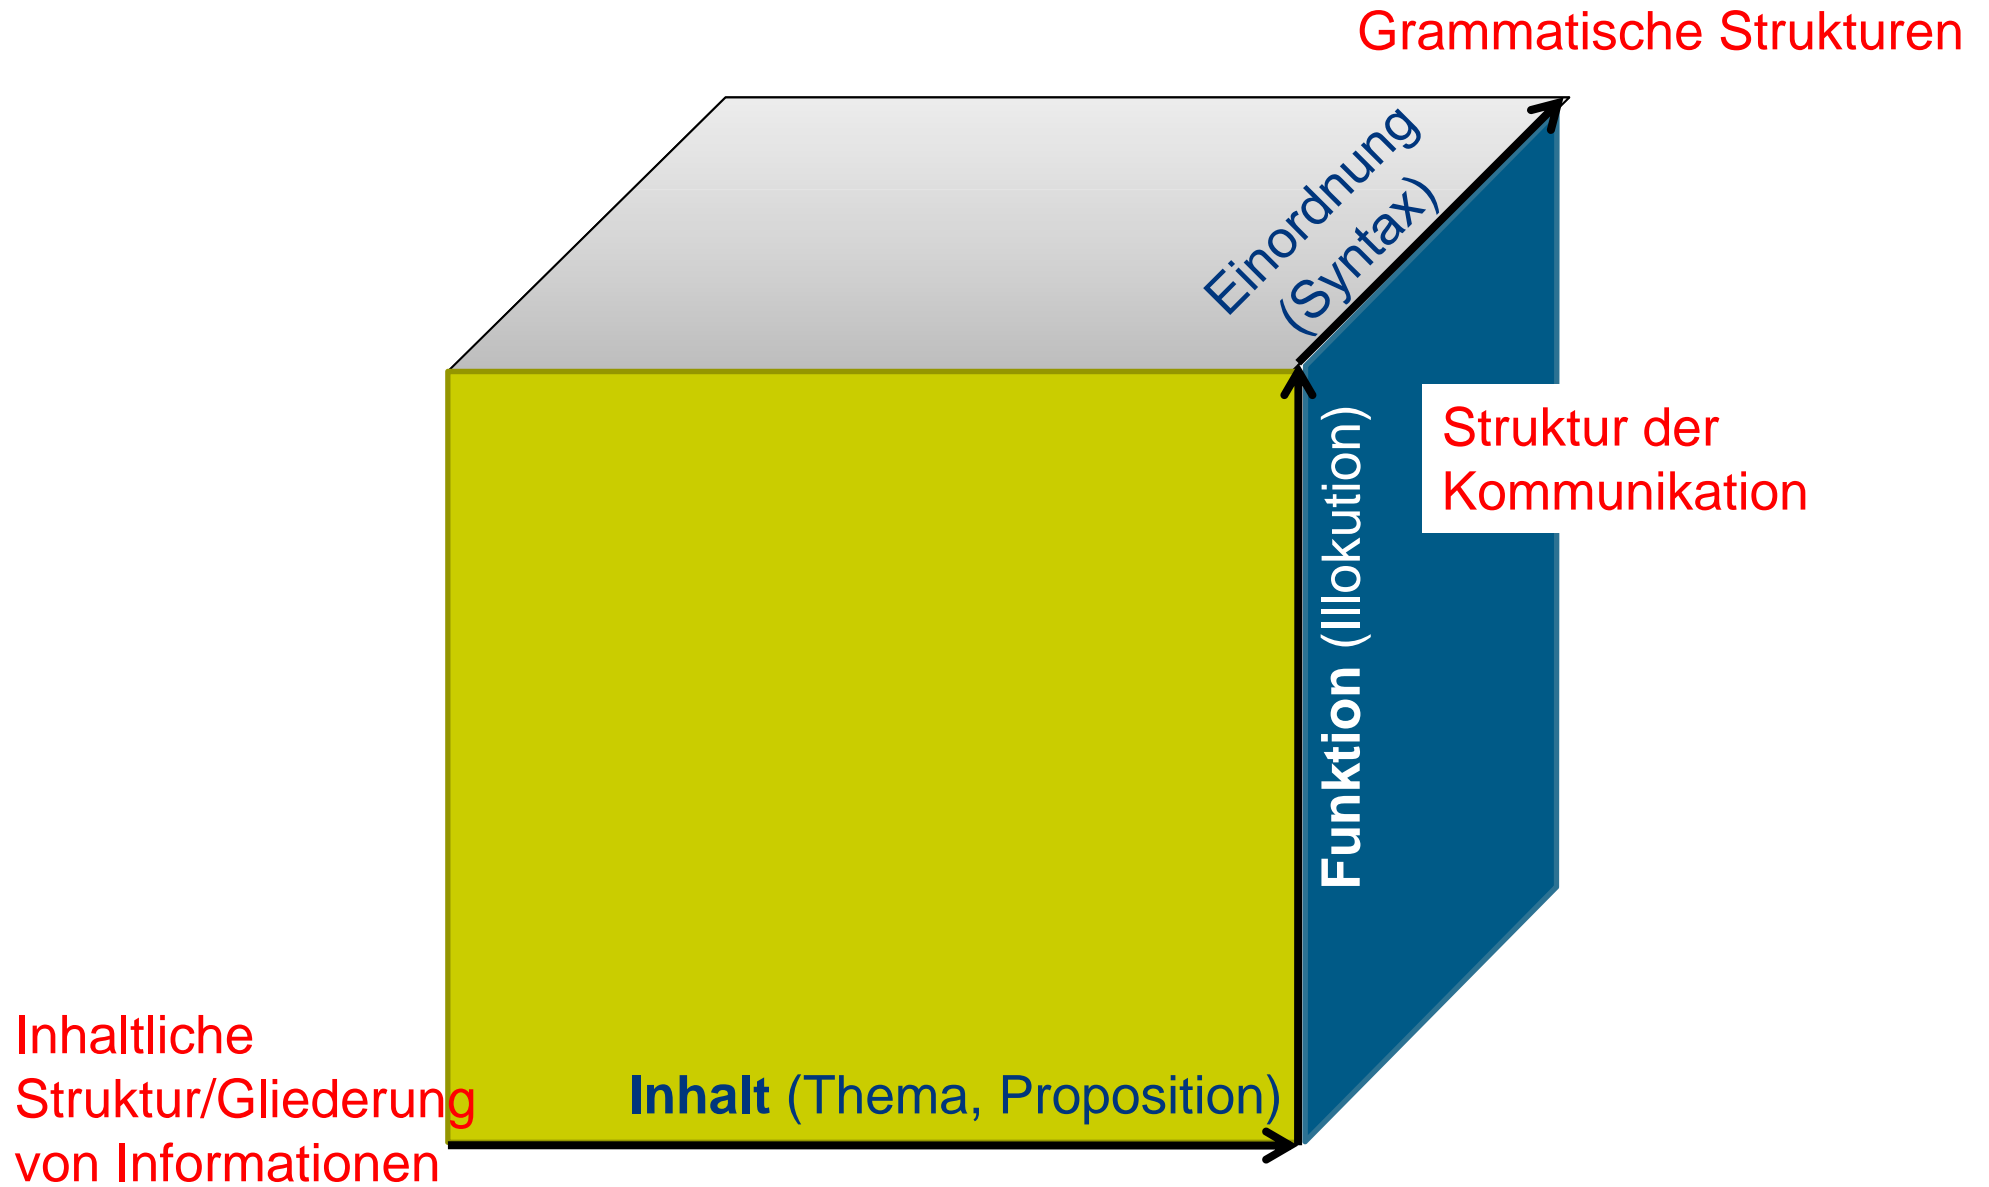 Grammatische Strukturen
Einordnung
(Syntax)
Struktur der
Kommunikation
Funktion (Illokution)
Inhaltliche
Struktur/Gliederung
von Informationen
Inhalt (Thema, Proposition)